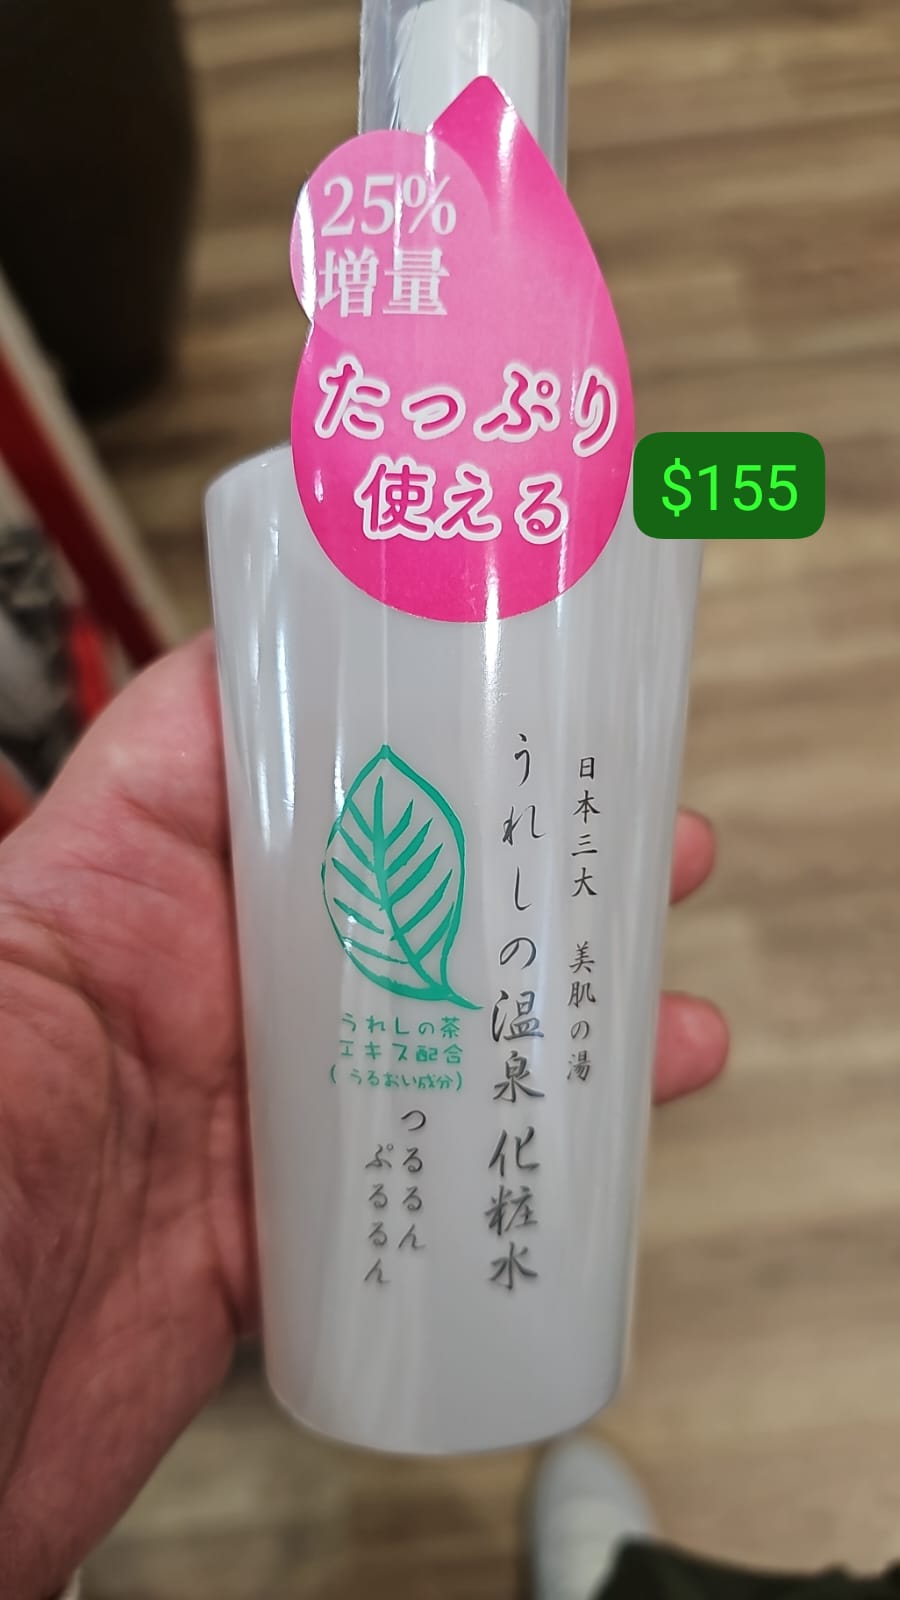 25%
増量
たっぷり
使える
$155
日本三大 美肌の湯
うれしの温泉 化粧水
うれしの茶
エキス配合
(うるおい成分)
つるるん
ぷるるん